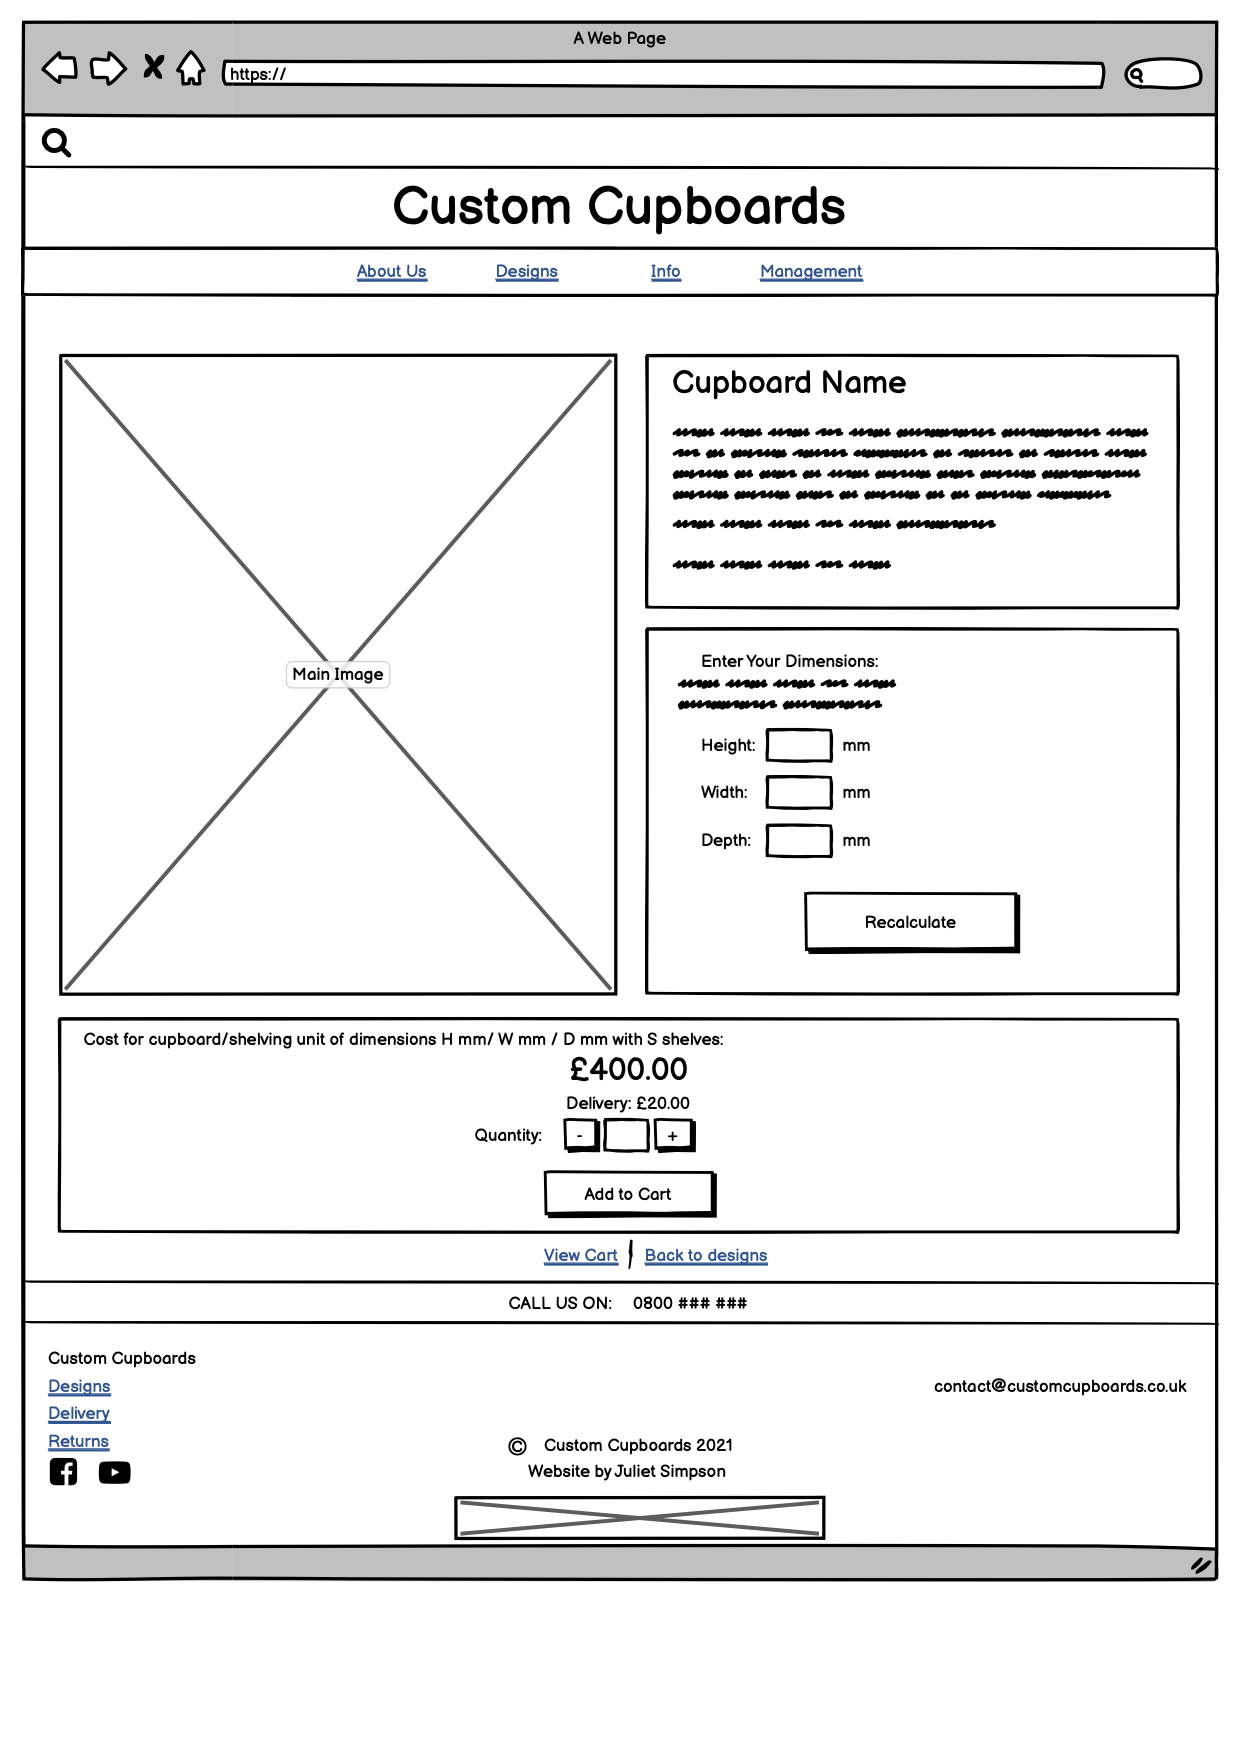 A Web Page
https://
Custom Cupboards
About Us Designs Info Management
Main Image
Cupboard Name
Enter Your Dimensions:
Height: mm
Width: mm
Depth: mm
Recalculate
Cost for cupboard/shelving unit of dimensions H mm/ W mm / D mm with S shelves:
£400.00
Delivery: £20.00
Quantity: - +
Add to Cart
View Cart Back to designs
CALL US ON: 0800 ### ###
Custom Cupboards
Designs
contact@customcupboards.co.uk
Delivery
Returns
© Custom Cupboards 2021
Website by Juliet Simpson